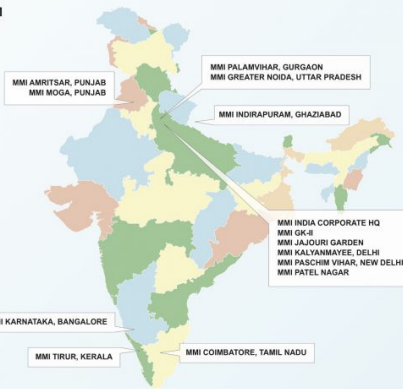 MMI PALAMVIHAR, GURGAON
MMI GREATER NOIDA, UTTAR PRADESH
MMI AMRITSAR, PUNJAB
MMI MOGA, PUNJAB
MMI INDIRAPURAM, GHAZIABAD
MMI INDIA CORPORATE HQ
MMI GK-II
MMI JAJOURI GARDEN
MMI KALYANMAYEE, DELHI
MMI PASCHIM VIHAR, NEW DELHI
MMI PATEL NAGAR
I KARNATAKA, BANGALORE
MMI TIRUR, KERALA
MMI COIMBATORE, TAMIL NADU